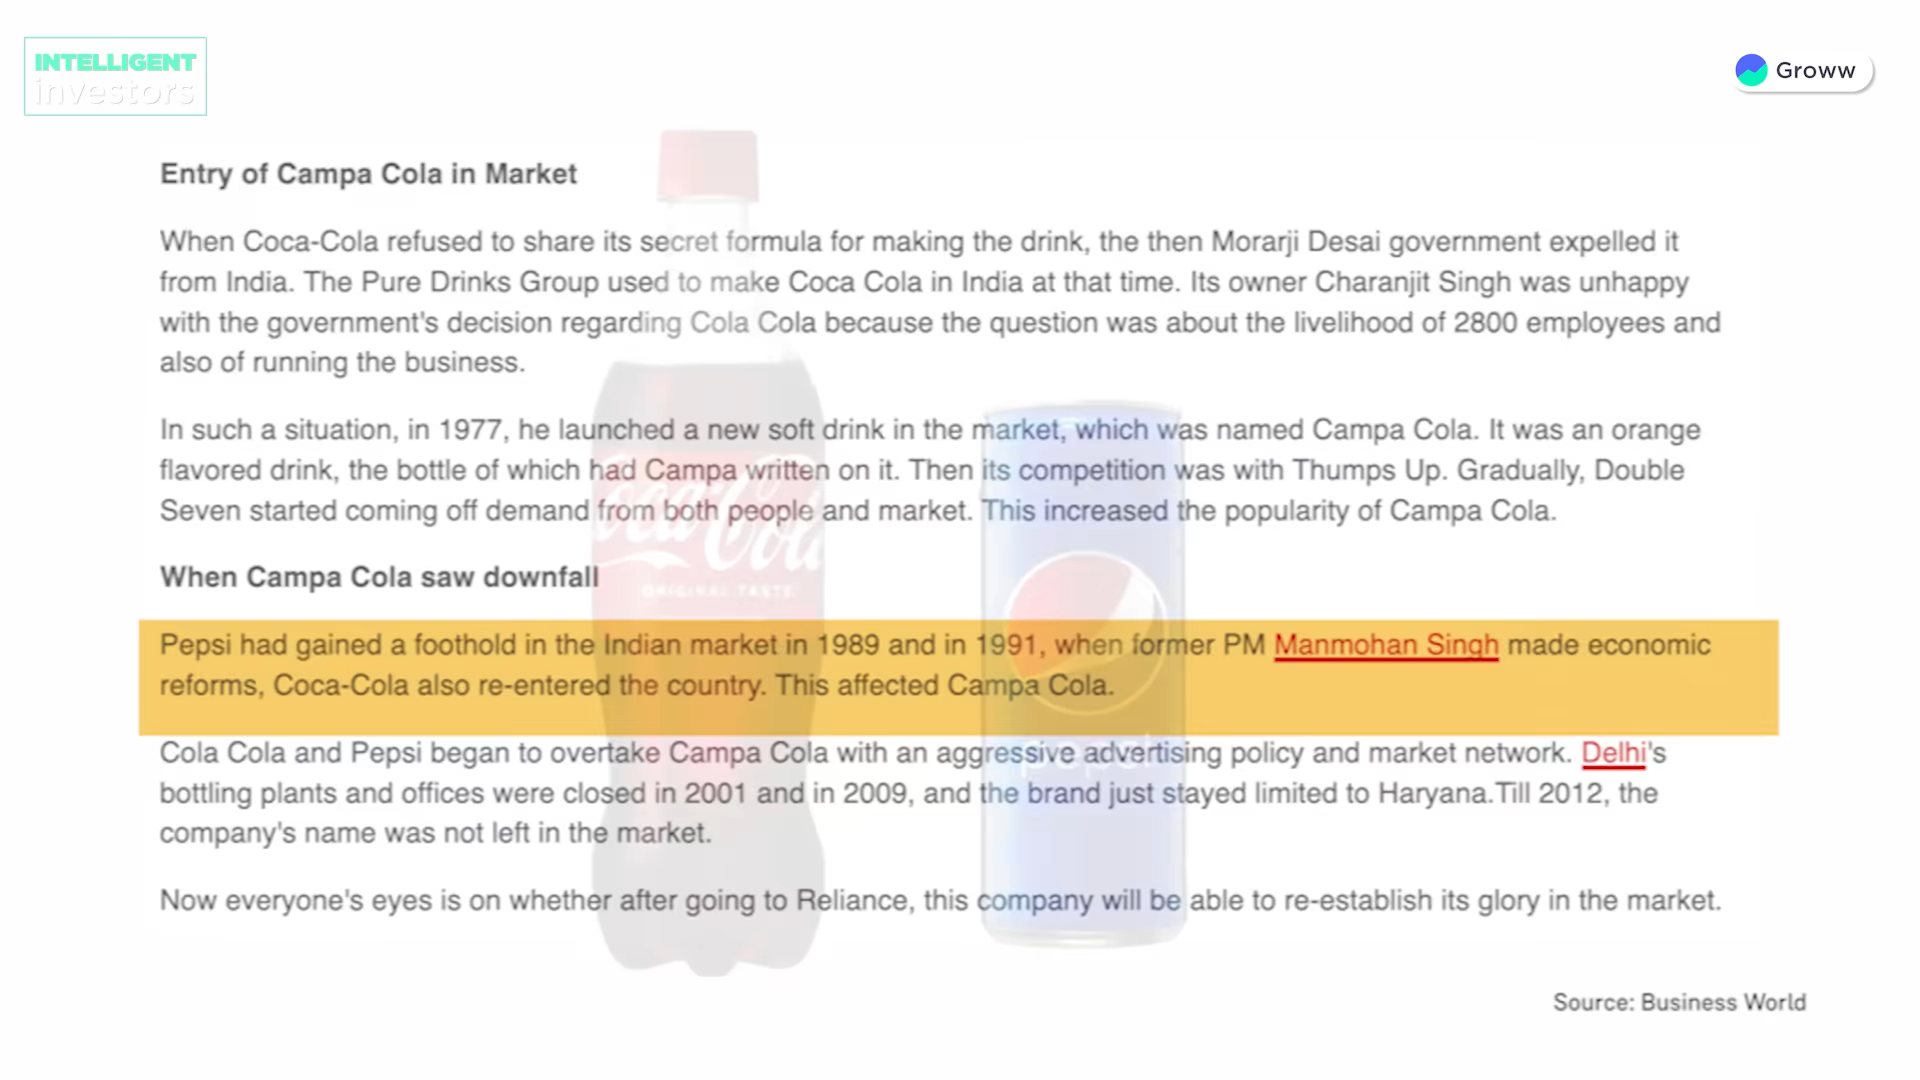 INTELLIGENT
investors
Groww
Entry of Campa Cola in Market
When Coca-Cola refused to share its secret formula for making the drink, the then Morarji Desai government expelled it
from India. The Pure Drinks Group used to make Coca Cola in India at that time. Its owner Charanjit Singh was unhappy
with the government's decision regarding Cola Cola because the question was about the livelihood of 2800 employees and
also of running the business.
In such a situation, in 1977, he launched a new soft drink in the market, which was named Campa Cola. It was an orange
flavored drink, the bottle of which had Campa written on it. Then its competition was with Thumps Up. Gradually, Double
Seven started coming off demand from both people and market. This increased the popularity of Campa Cola.
Coca-Cola
ORIGINAL TASTE
When Campa Cola saw downfall
Pepsi had gained a foothold in the Indian market in 1989 and in 1991, when former PM Manmohan Singh made economic
reforms, Coca-Cola also re-entered the country. This affected Campa Cola.
Cola Cola and Pepsi began to overtake Campa Cola with an aggressive advertising policy and market network. Delhi's
pepsi
bottling plants and offices were closed in 2001 and in 2009, and the brand just stayed limited to Haryana.Till 2012, the
company's name was not left in the market.
Now everyone's eyes is on whether after going to Reliance, this company will be able to re-establish its glory in the market.
Source: Business World